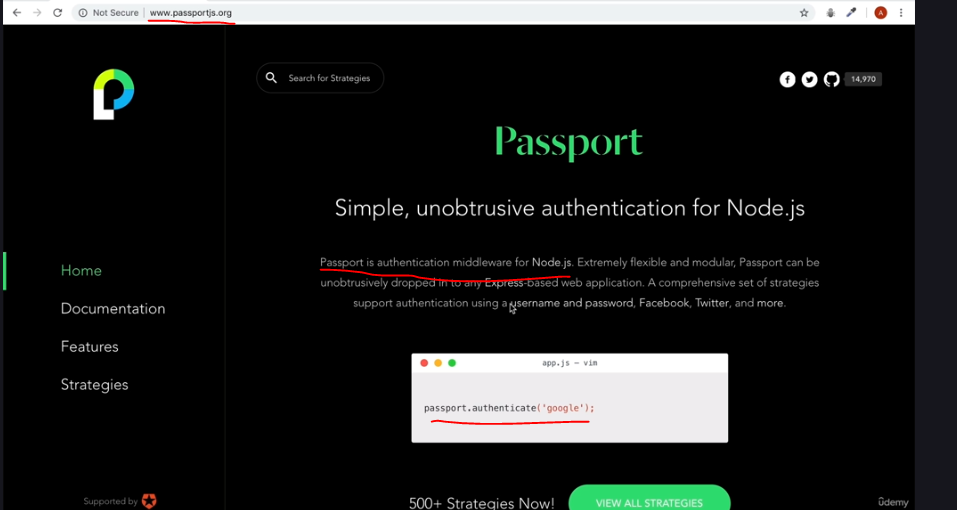 Not Secure
www.passportjs.org
A
Search for Strategies
14,970
Passport
Simple, unobtrusive authentication for Node.js
Passport is authentication middleware for Node.js. Extremely flexible and modular, Passport can be
unobtrusively dropped in to any Express-based web application. A comprehensive set of strategies
support authentication using a username and password, Facebook, Twitter, and more.
Home
Documentation
Features
Strategies
app.js — vim
passport.authenticate('google');
Supported by
500+ Strategies Now!
VIEW ALL STRATEGIES
ûdemy